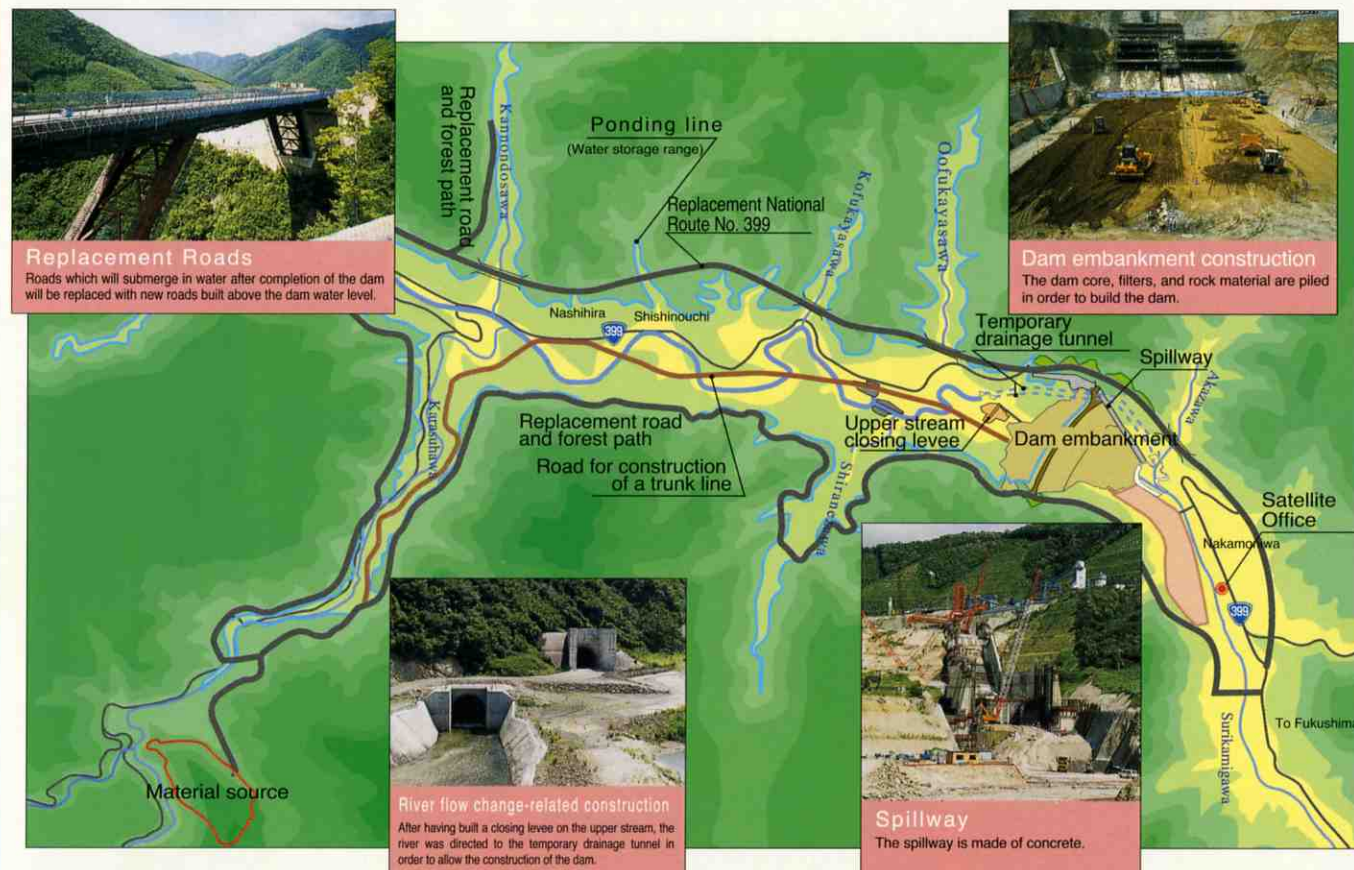 Replacement Roads
Roads which will submerge in water after completion of the dam
will be replaced with new roads built above the dam water level.
Dam embankment construction
The dam core, filters, and rock material are piled
in order to build the dam.
Replacement road
and forest path
Kannondosawa
Ponding line
(Water storage range)
Replacement National
Route No. 399
Kofukayasawa
Oofukayasawa
Nashihira
399
Shishinouchi
Temporary
drainage tunnel
Spillway
Akazawa
Karasuhawa
Replacement road
and forest path
Road for construction
of a trunk line
Upper stream
closing levee
Dam embankment
Satellite
Office
Nakamoniwa
399
To Fukushima
Surikamigawa
Material source
River flow change-related construction
After having built a closing levee on the upper stream, the
river was directed to the temporary drainage tunnel in
order to allow the construction of the dam.
Spillway
The spillway is made of concrete.